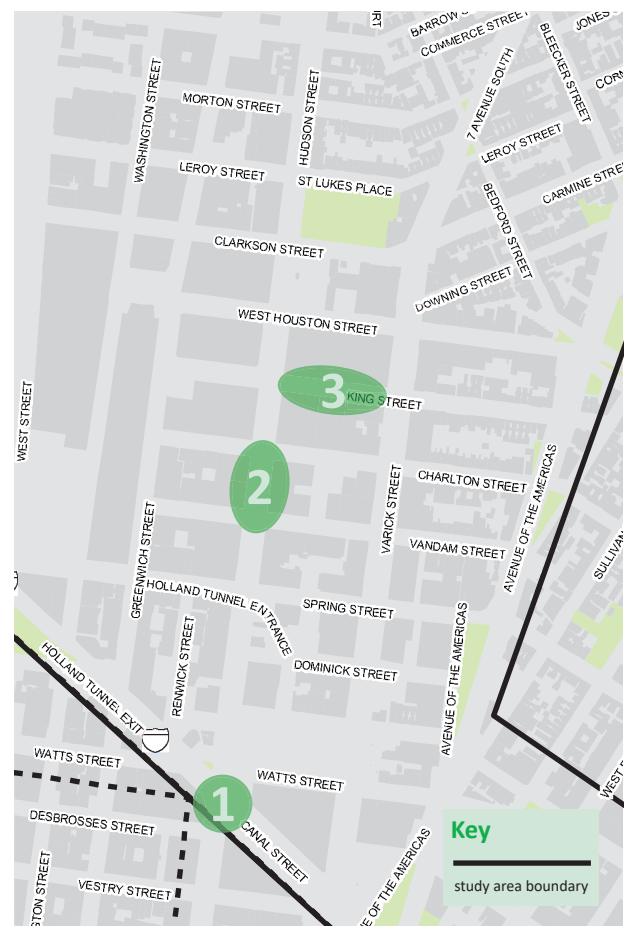 BARROW S
JONES
COMMERCE STREET
BLEECKER STREET
7 AVENUE SOUTH
WASHINGTON STREET
MORTON STREET
HUDSON STREET
LEROY STREET
LEROY STREET
ST LUKES PLACE
CARMINE STRE
BEDFORD STREET
CLARKSON STREET
DOWNING STREET
WEST HOUSTON STREET
3
KING STREET
WEST STREET
2
CHARLTON STREET
VARICK STREET
AVENUE OF THE AMERICAS
VANDAM STREET
SULLIVAN
GREENWICH STREET
HOLLAND TUNNEL ENTRANCE
SPRING STREET
RENWICK STREET
DOMINICK STREET
AVENUE OF THE AMERICAS
HOLLAND TUNNEL EXIT
WATTS STREET
WATTS STREET
1
CANAL STREET
DESBROSSES STREET
VESTRY STREET
GTON STREET
E OF THE AMERICAS
Key
study area boundary